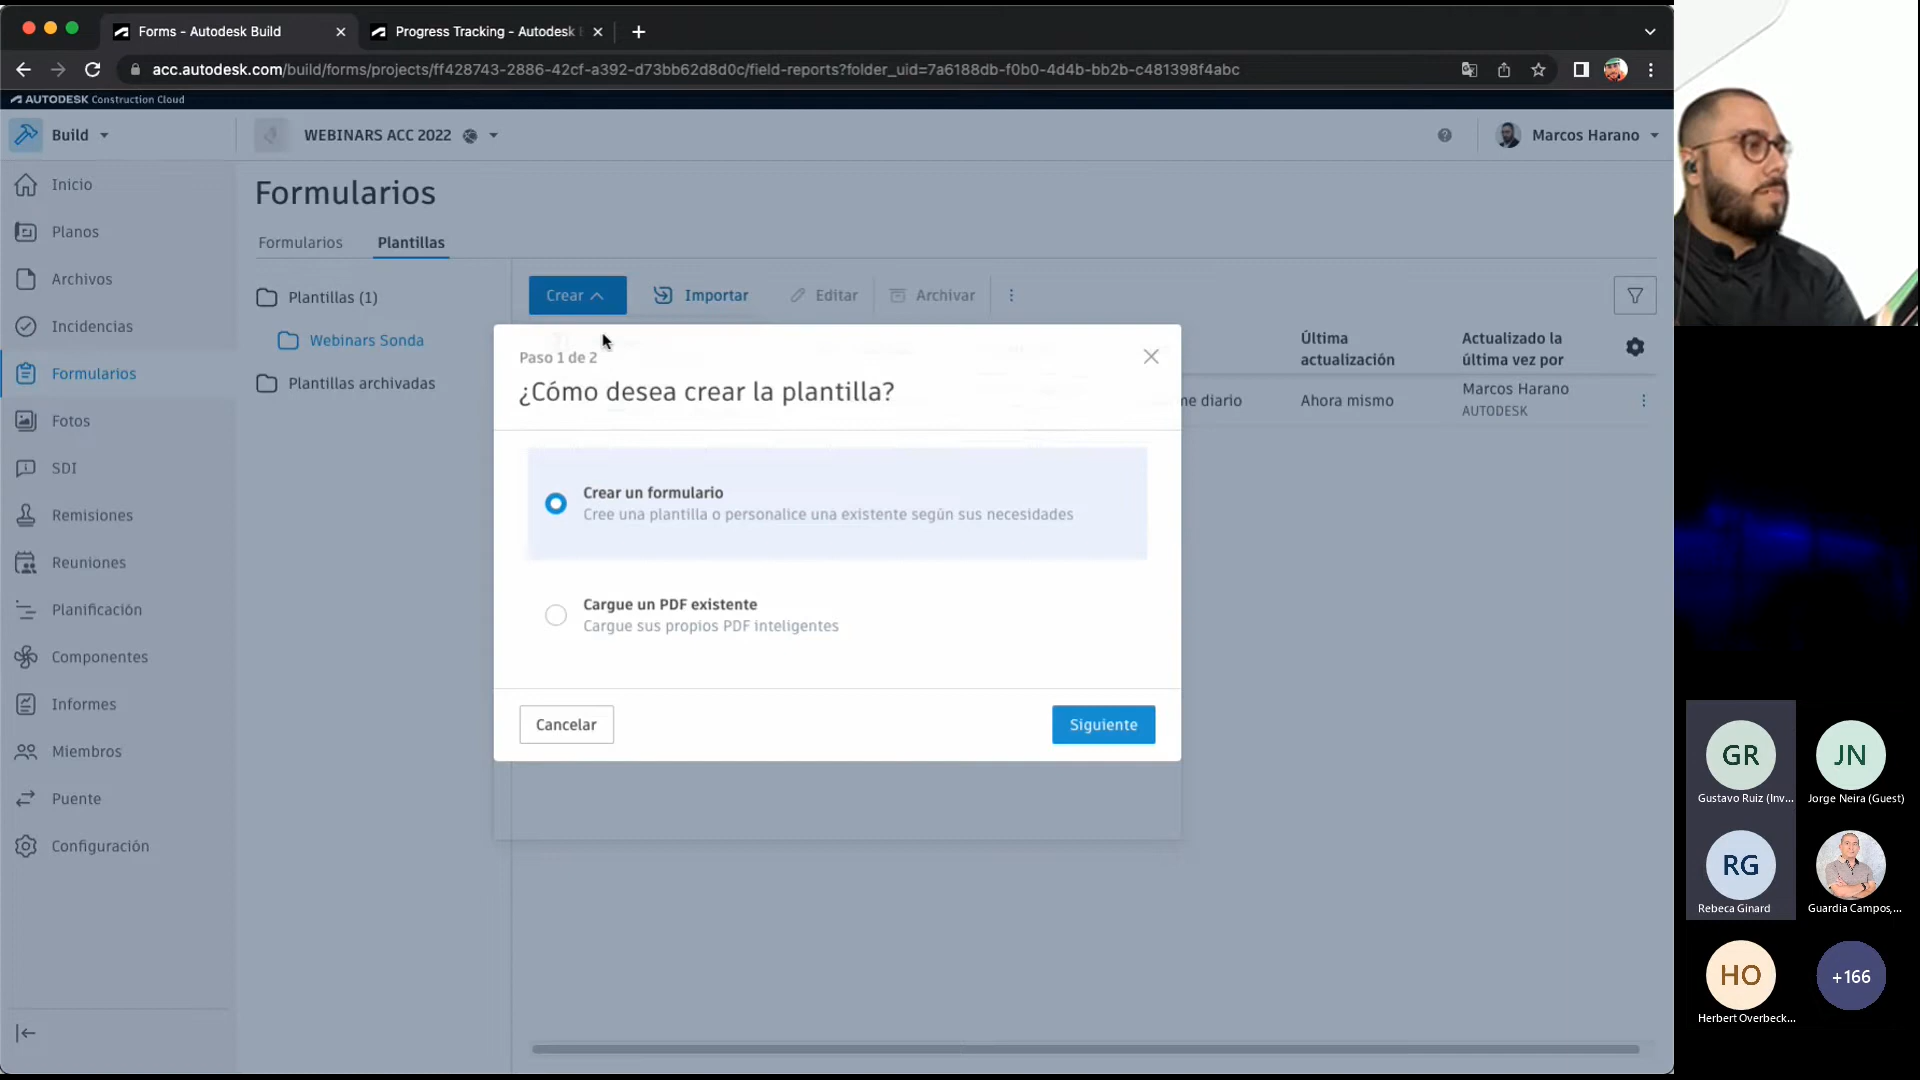 Forms - Autodesk Build
Progress Tracking - Autodesk
acc.autodesk.com/build/forms/projects/ff428743-2886-42cf-a392-d73bb62d8d0c/field-reports?folder_uid=7a6188db-f0b0-4d4b-bb2b-c481398f4abc
AUTODESK Construction Cloud
Build
WEBINARS ACC 2022
Marcos Harano
Inicio
Planos
Archivos
Incidencias
Formularios
Fotos
SDI
Remisiones
Reuniones
Planificación
Componentes
Informes
Miembros
Puente
Configuración
Formularios
Formularios
Plantillas
Plantillas (1)
Webinars Sonda
Plantillas archivadas
Crear
Importar
Editar
Archivar
Última
actualización
Actualizado la
última vez por
me diario
Ahora mismo
Marcos Harano
AUTODESK
Paso 1 de 2
¿Cómo desea crear la plantilla?
Crear un formulario
Cree una plantilla o personalice una existente según sus necesidades
Cargue un PDF existente
Cargue sus propios PDF inteligentes
Cancelar
Siguiente
GR
Gustavo Ruiz (Inv...
JN
Jorge Neira (Guest)
RG
Rebeca Ginard
Guardia Campos,...
HO
Herbert Overbeck...
+166